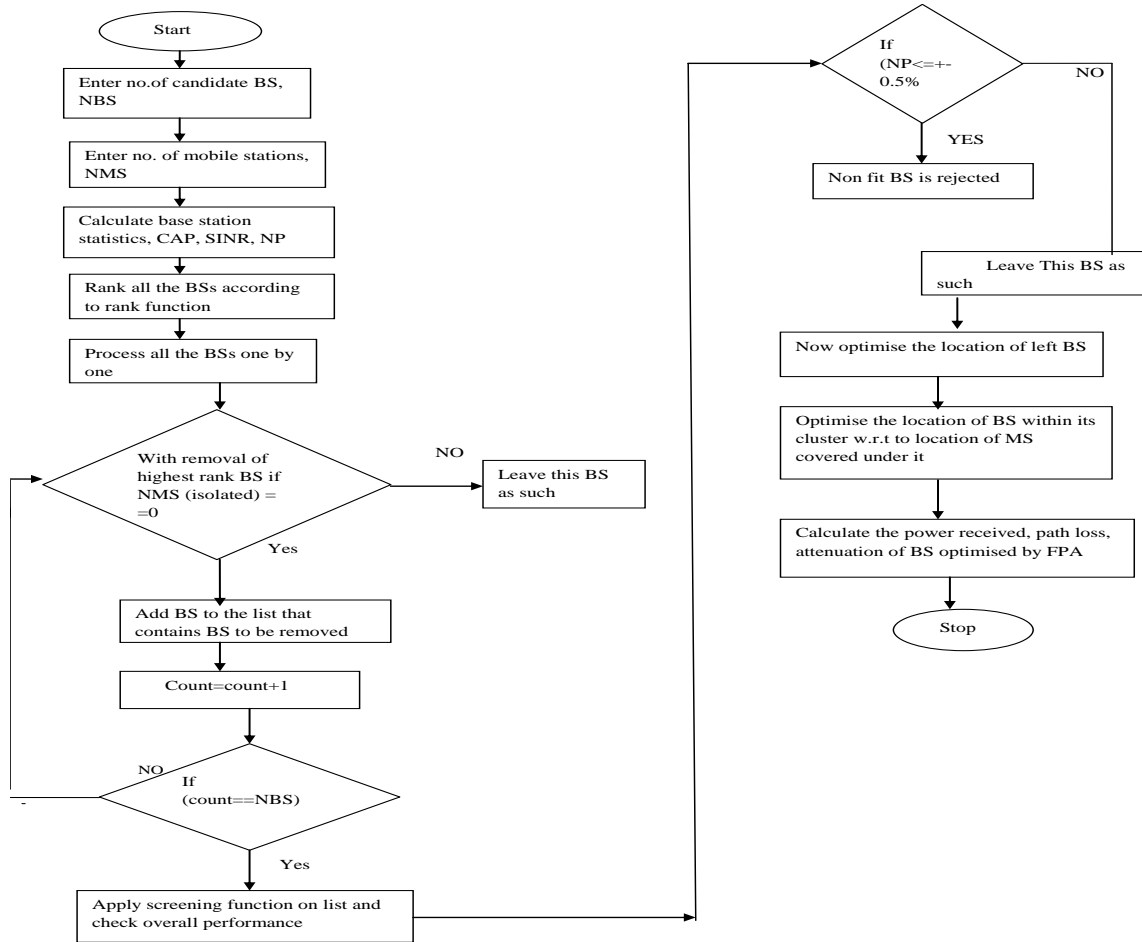 Start
Enter no.of candidate BS,
NBS
Enter no. of mobile stations,
NMS
Calculate base station
statistics, CAP, SINR, NP
Rank all the BSs according
to rank function
Process all the BSs one by
one
With removal of
highest rank BS if
NMS (isolated) =
=0
NO
Leave this BS
as such
Yes
Add BS to the list that
contains BS to be removed
Count=count+1
NO
If
(count==NBS)
Yes
Apply screening function on list and
check overall performance
If
(NP<=+-
0.5%
NO
YES
Non fit BS is rejected
Leave This BS as
such
Now optimise the location of left BS
Optimise the location of BS within its
cluster w.r.t to location of MS
covered under it
Calculate the power received, path loss,
attenuation of BS optimised by FPA
Stop